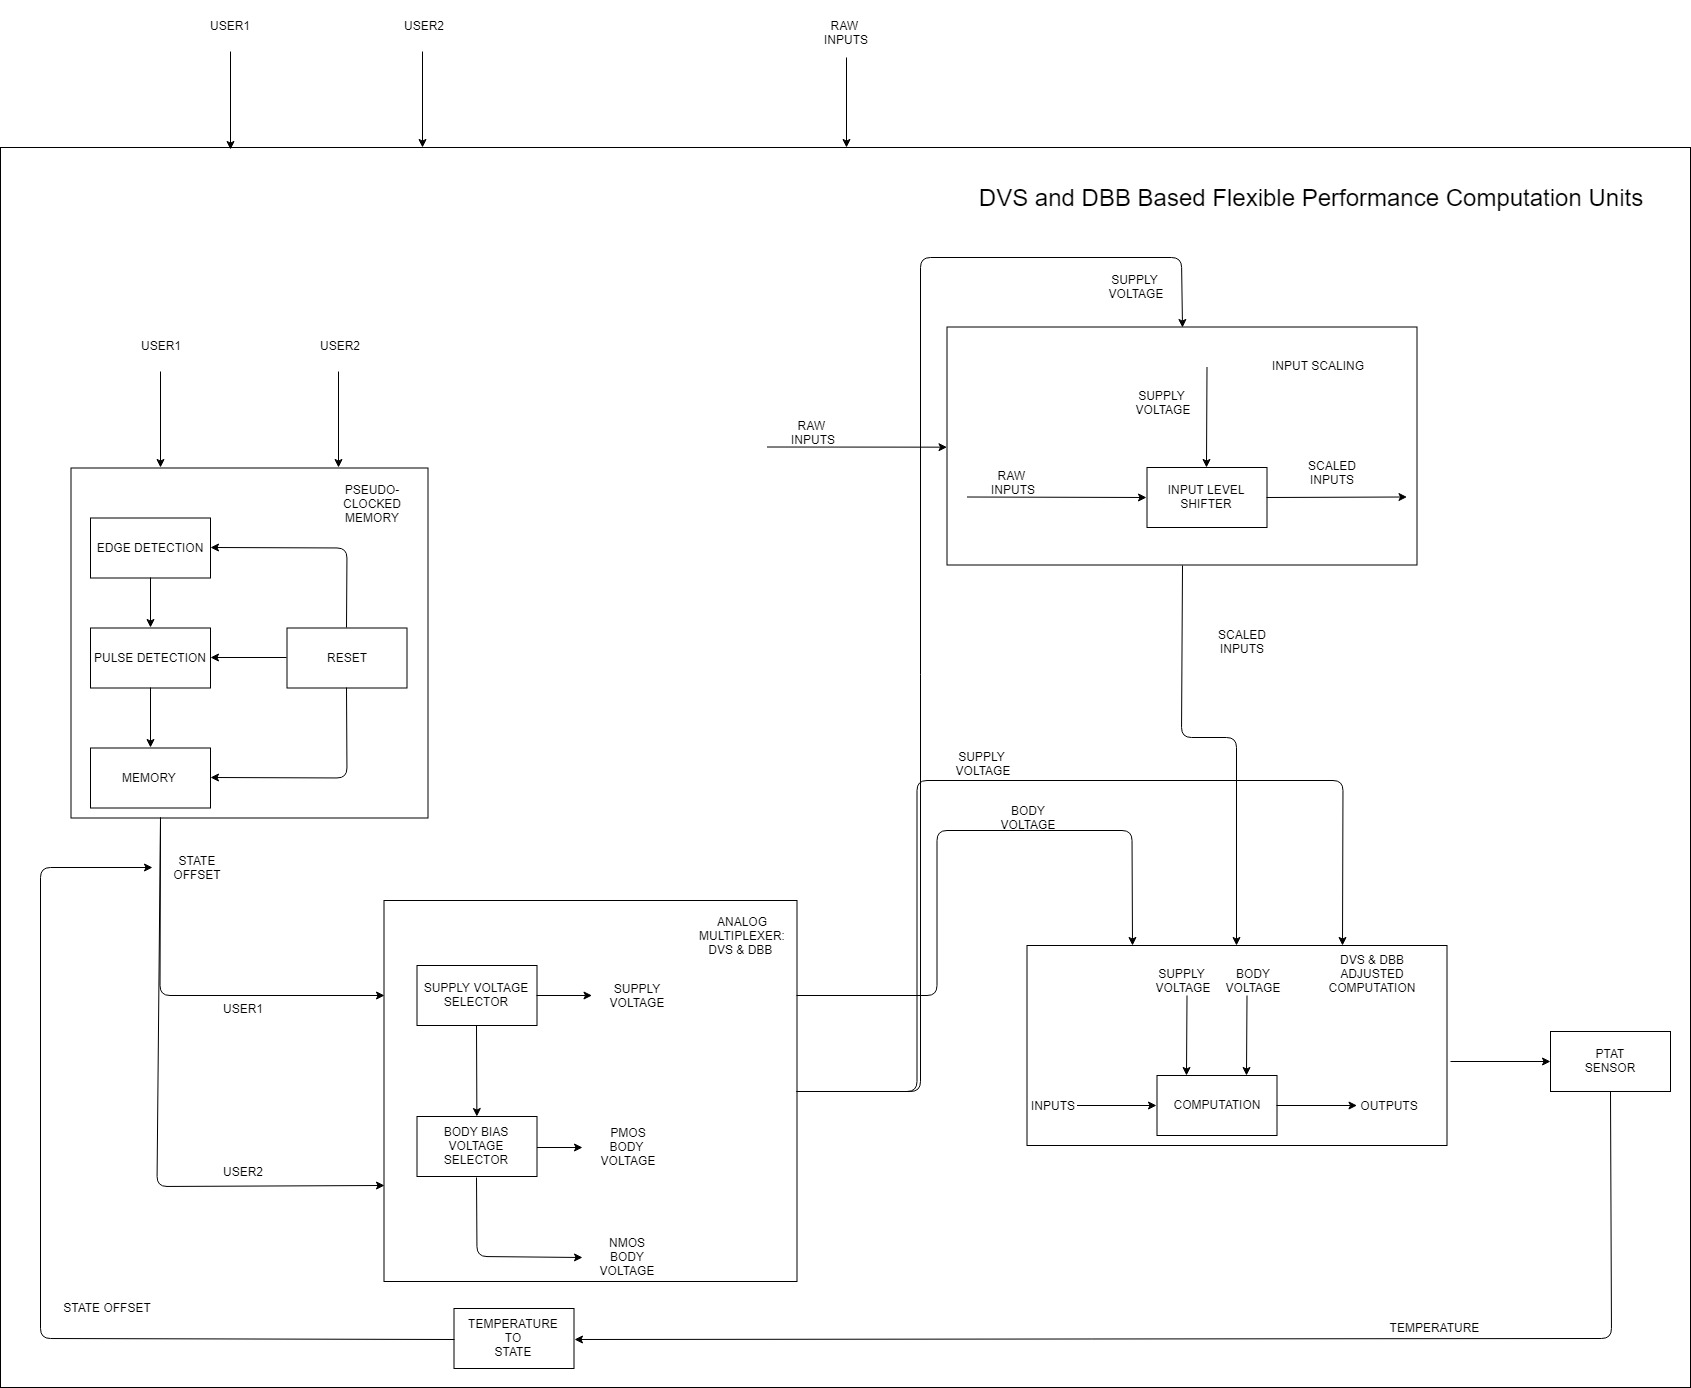 USER1
USER2
RAW
INPUTS
DVS and DBB Based Flexible Performance Computation Units
SUPPLY
VOLTAGE
USER1
USER2
INPUT SCALING
SUPPLY
VOLTAGE
RAW
INPUTS
RAW
INPUTS
INPUT LEVEL
SHIFTER
SCALED
INPUTS
PSEUDO-
CLOCKED
MEMORY
EDGE DETECTION
PULSE DETECTION
RESET
MEMORY
SCALED
INPUTS
SUPPLY
VOLTAGE
BODY
VOLTAGE
STATE
OFFSET
USER1
USER2
ANALOG
MULTIPLEXER:
DVS & DBB
SUPPLY VOLTAGE
SELECTOR
SUPPLY
VOLTAGE
BODY BIAS
VOLTAGE
SELECTOR
PMOS
BODY
VOLTAGE
NMOS
BODY
VOLTAGE
DVS & DBB
ADJUSTED
COMPUTATION
SUPPLY
VOLTAGE
BODY
VOLTAGE
INPUTS
COMPUTATION
OUTPUTS
PTAT
SENSOR
STATE OFFSET
TEMPERATURE
TO
STATE
TEMPERATURE